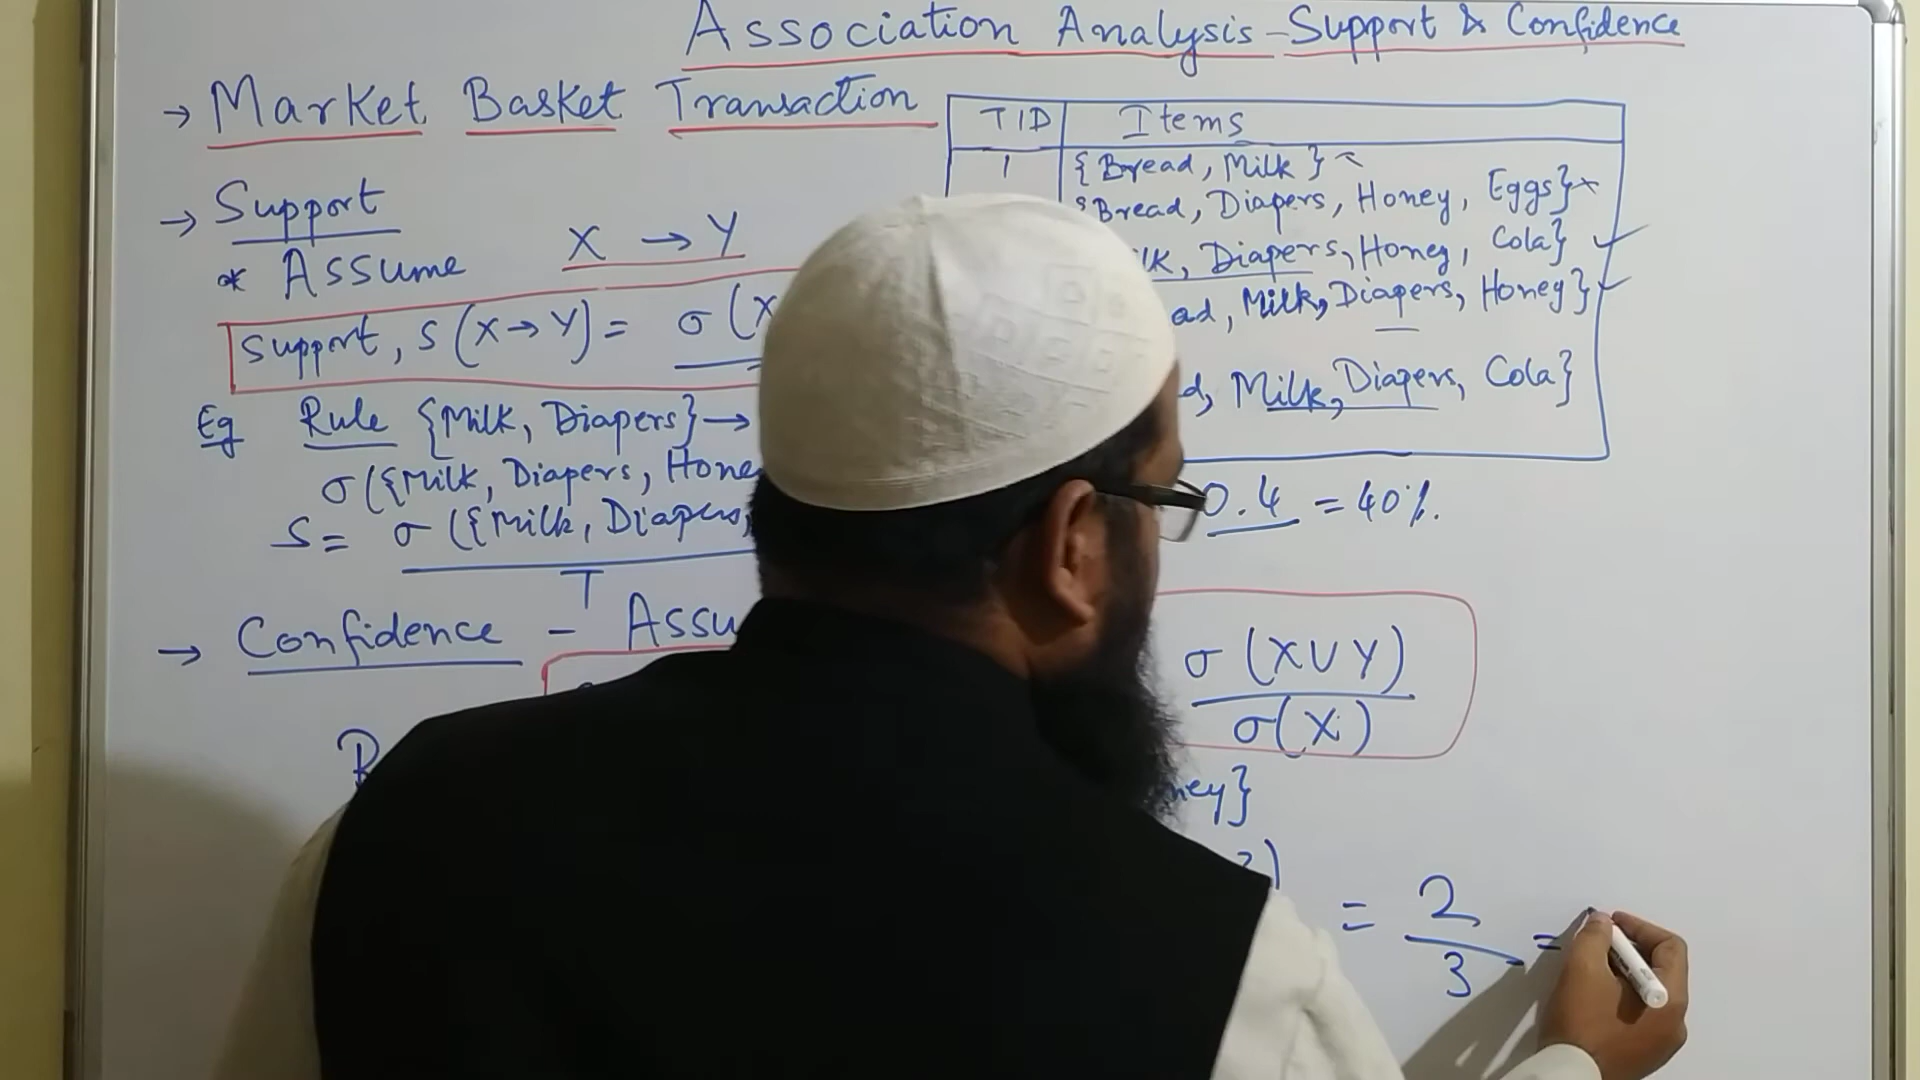 Association Analysis - Support & Confidence
→ Market Basket Transaction
TID Items
1 {Bread, Milk}
Bread, Diapers, Honey, Eggs}
ilk, Diapers, Honey, Cola}
ad, Milk, Diapers, Honey}
d, Milk, Diapers, Cola}
→ Support
* Assume X → Y
Support, S (X → Y) = σ (X
Eg Rule {Milk, Diapers} →
σ ({Milk, Diapers, Hone
S = σ ({Milk, Diapers,
T
0.4 = 40%.
→ Confidence - Assu
σ (X U Y)
σ (X)
R
ney}
= 2
3 =